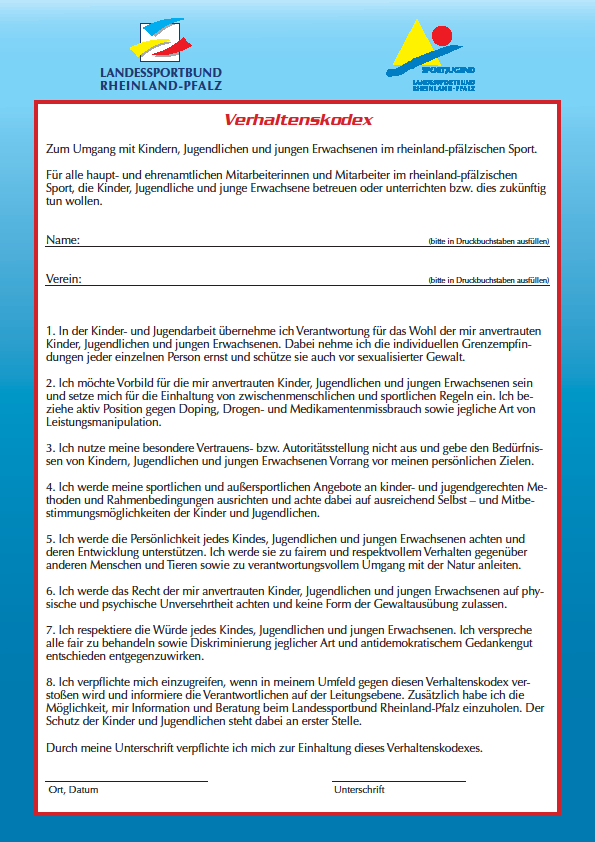 LANDESSPORTBUND
RHEINLAND-PFALZ
SPORTJUGEND
LANDESSPORTBUND
RHEINLAND-PFALZ
Verhaltenskodex
Zum Umgang mit Kindern, Jugendlichen und jungen Erwachsenen im rheinland-pfälzischen Sport.
Für alle haupt- und ehrenamtlichen Mitarbeiterinnen und Mitarbeiter im rheinland-pfälzischen
Sport, die Kinder, Jugendliche und junge Erwachsene betreuen oder unterrichten bzw. dies zukünftig
tun wollen.
Name: (bitte in Druckbuchstaben ausfüllen)
Verein: (bitte in Druckbuchstaben ausfüllen)
1. In der Kinder- und Jugendarbeit übernehme ich Verantwortung für das Wohl der mir anvertrauten
Kinder, Jugendlichen und jungen Erwachsenen. Dabei nehme ich die individuellen Grenzempfin-
dungen jeder einzelnen Person ernst und schütze sie auch vor sexualisierter Gewalt.
2. Ich möchte Vorbild für die mir anvertrauten Kinder, Jugendlichen und jungen Erwachsenen sein
und setze mich für die Einhaltung von zwischenmenschlichen und sportlichen Regeln ein. Ich be-
ziehe aktiv Position gegen Doping, Drogen- und Medikamentenmissbrauch sowie jegliche Art von
Leistungsmanipulation.
3. Ich nutze meine besondere Vertrauens- bzw. Autoritätsstellung nicht aus und gebe den Bedürfnis-
sen von Kindern, Jugendlichen und jungen Erwachsenen Vorrang vor meinen persönlichen Zielen.
4. Ich werde meine sportlichen und außersportlichen Angebote an kinder- und jugendgerechten Me-
thoden und Rahmenbedingungen ausrichten und achte dabei auf ausreichend Selbst – und Mitbe-
stimmungsmöglichkeiten der Kinder und Jugendlichen.
5. Ich werde die Persönlichkeit jedes Kindes, Jugendlichen und jungen Erwachsenen achten und
deren Entwicklung unterstützen. Ich werde sie zu fairem und respektvollem Verhalten gegenüber
anderen Menschen und Tieren sowie zu verantwortungsvollem Umgang mit der Natur anleiten.
6. Ich werde das Recht der mir anvertrauten Kinder, Jugendlichen und jungen Erwachsenen auf phy-
sische und psychische Unversehrtheit achten und keine Form der Gewaltausübung zulassen.
7. Ich respektiere die Würde jedes Kindes, Jugendlichen und jungen Erwachsenen. Ich verspreche
alle fair zu behandeln sowie Diskriminierung jeglicher Art und antidemokratischem Gedankengut
entschieden entgegenzuwirken.
8. Ich verpflichte mich einzugreifen, wenn in meinem Umfeld gegen diesen Verhaltenskodex ver-
stoßen wird und informiere die Verantwortlichen auf der Leitungsebene. Zusätzlich habe ich die
Möglichkeit, mir Information und Beratung beim Landessportbund Rheinland-Pfalz einzuholen. Der
Schutz der Kinder und Jugendlichen steht dabei an erster Stelle.
Durch meine Unterschrift verpflichte ich mich zur Einhaltung dieses Verhaltenskodexes.
Ort, Datum Unterschrift